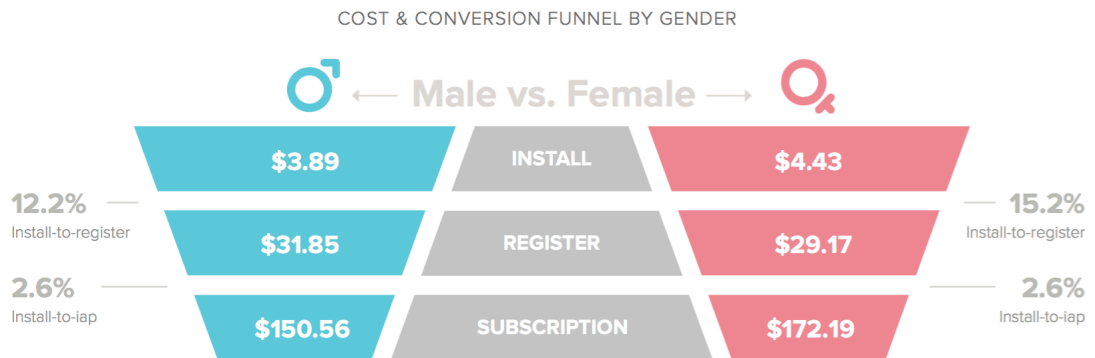 COST & CONVERSION FUNNEL BY GENDER
Male vs. Female
$3.89
INSTALL
$4.43
12.2%
Install-to-register
15.2%
Install-to-register
$31.85
REGISTER
$29.17
2.6%
Install-to-iap
2.6%
Install-to-iap
$150.56
SUBSCRIPTION
$172.19